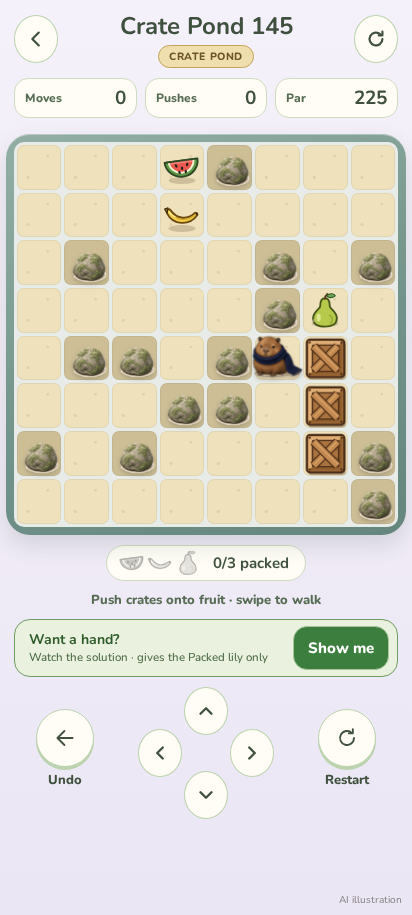 Crate Pond 145
CRATE POND
Moves 0
Pushes 0
Par 225
0/3 packed
Push crates onto fruit · swipe to walk
Want a hand?
Watch the solution · gives the Packed lily only
Show me
Undo
Restart
AI illustration